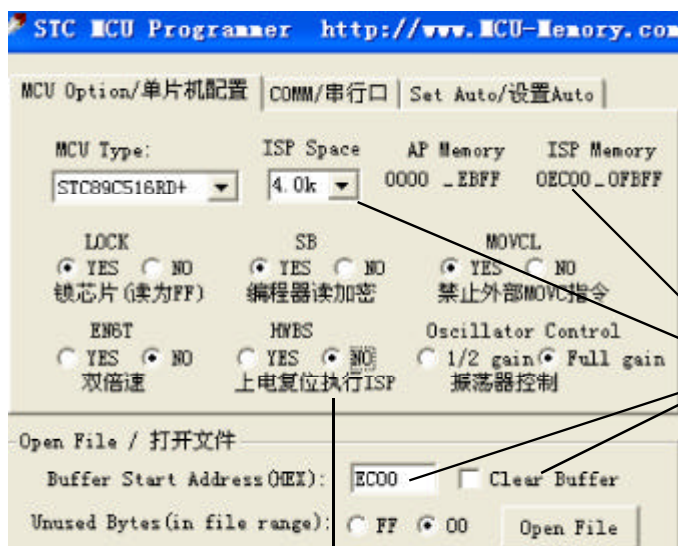 STC MCU Programmer http://www.MCU-Memory.com
MCU Option/单片机配置 COMM/串行口 Set Auto/设置Auto
MCU Type: ISP Space AP Memory ISP Memory
STC89C516RD+ 4.0k 0000 _EBFF 0EC00_0FBFF
LOCK SB MOVCL
YES NO YES NO YES NO
锁芯片(读为FF) 编程器读加密 禁止外部MOVC指令
EN6T HWBS Oscillator Control
YES NO YES NO 1/2 gain Full gain
双倍速 上电复位执行ISP 振荡器控制
Open File / 打开文件
Buffer Start Address(HEX): EC00 Clear Buffer
Unused Bytes(in file range): FF 00 Open File